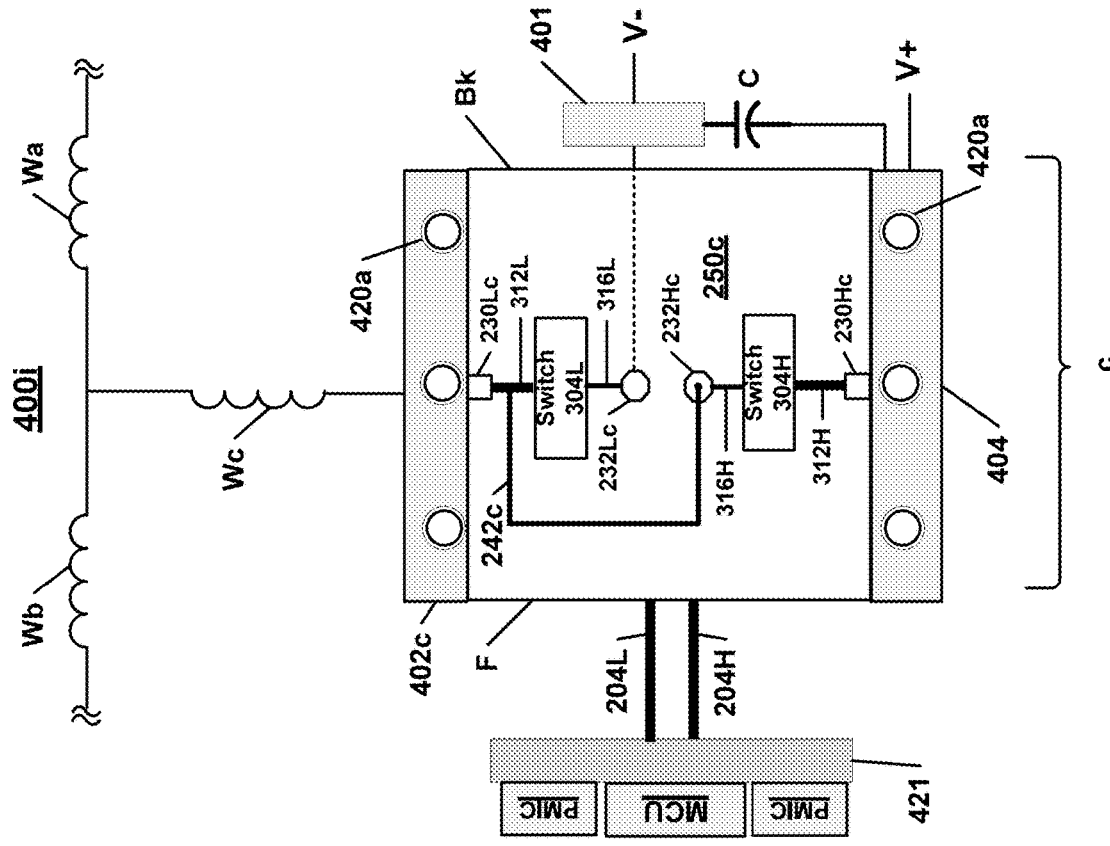 400i
Wa
Wb
Wc
401
V-
Bk
C
V+
420a
420a
230Lc
312L
316L
250c
232Hc
230Hc
Switch
304L
Switch
304H
232Lc
316H
312H
404
242c
402c
F
204L
204H
421
PMIC
MCU
PMIC
c